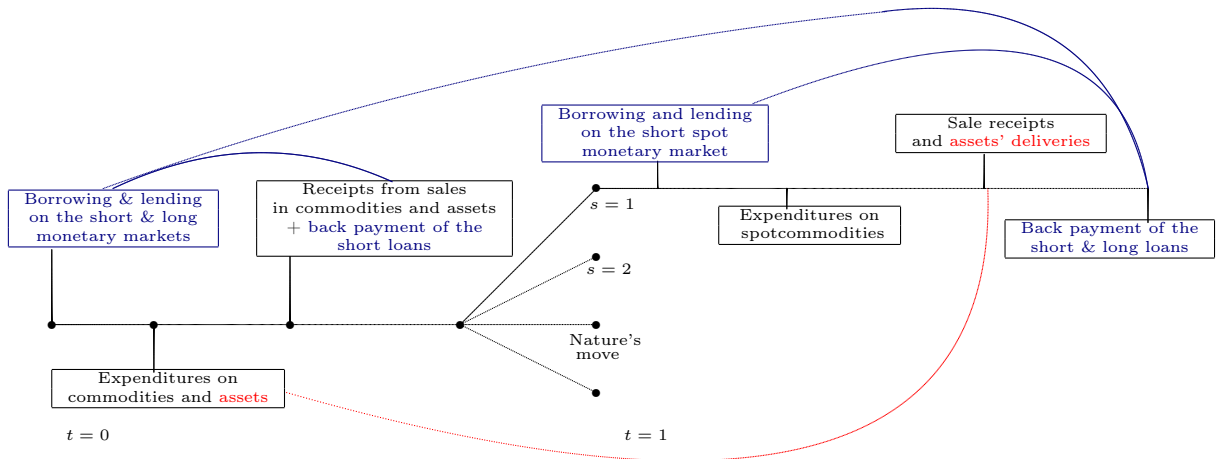 Borrowing and lending
on the short spot
monetary market
Sale receipts
and assets' deliveries
Borrowing & lending
on the short & long
monetary markets
Receipts from sales
in commodities and assets
+ back payment of the
short loans
s = 1
Expenditures on
spotcommodities
Back payment of the
short & long loans
s = 2
Nature's
move
Expenditures on
commodities and assets
t = 0
t = 1